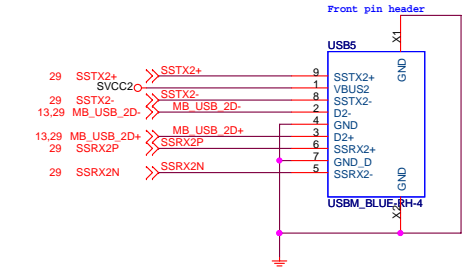 Front pin header
X1
USB5
GND
29 SSTX2+ SSTX2+ 9 SSTX2+
SVCC2 1 VBUS2
29 SSTX2- SSTX2- 8 SSTX2-
13,29 MB_USB_2D- MB_USB_2D- 2 D2-
4 GND
13,29 MB_USB_2D+ MB_USB_2D+ 3 D2+
29 SSRX2P SSRX2P 6 SSRX2+
7 GND_D
29 SSRX2N SSRX2N 5 SSRX2-
GND
USBM_BLUE-RH-4
X2